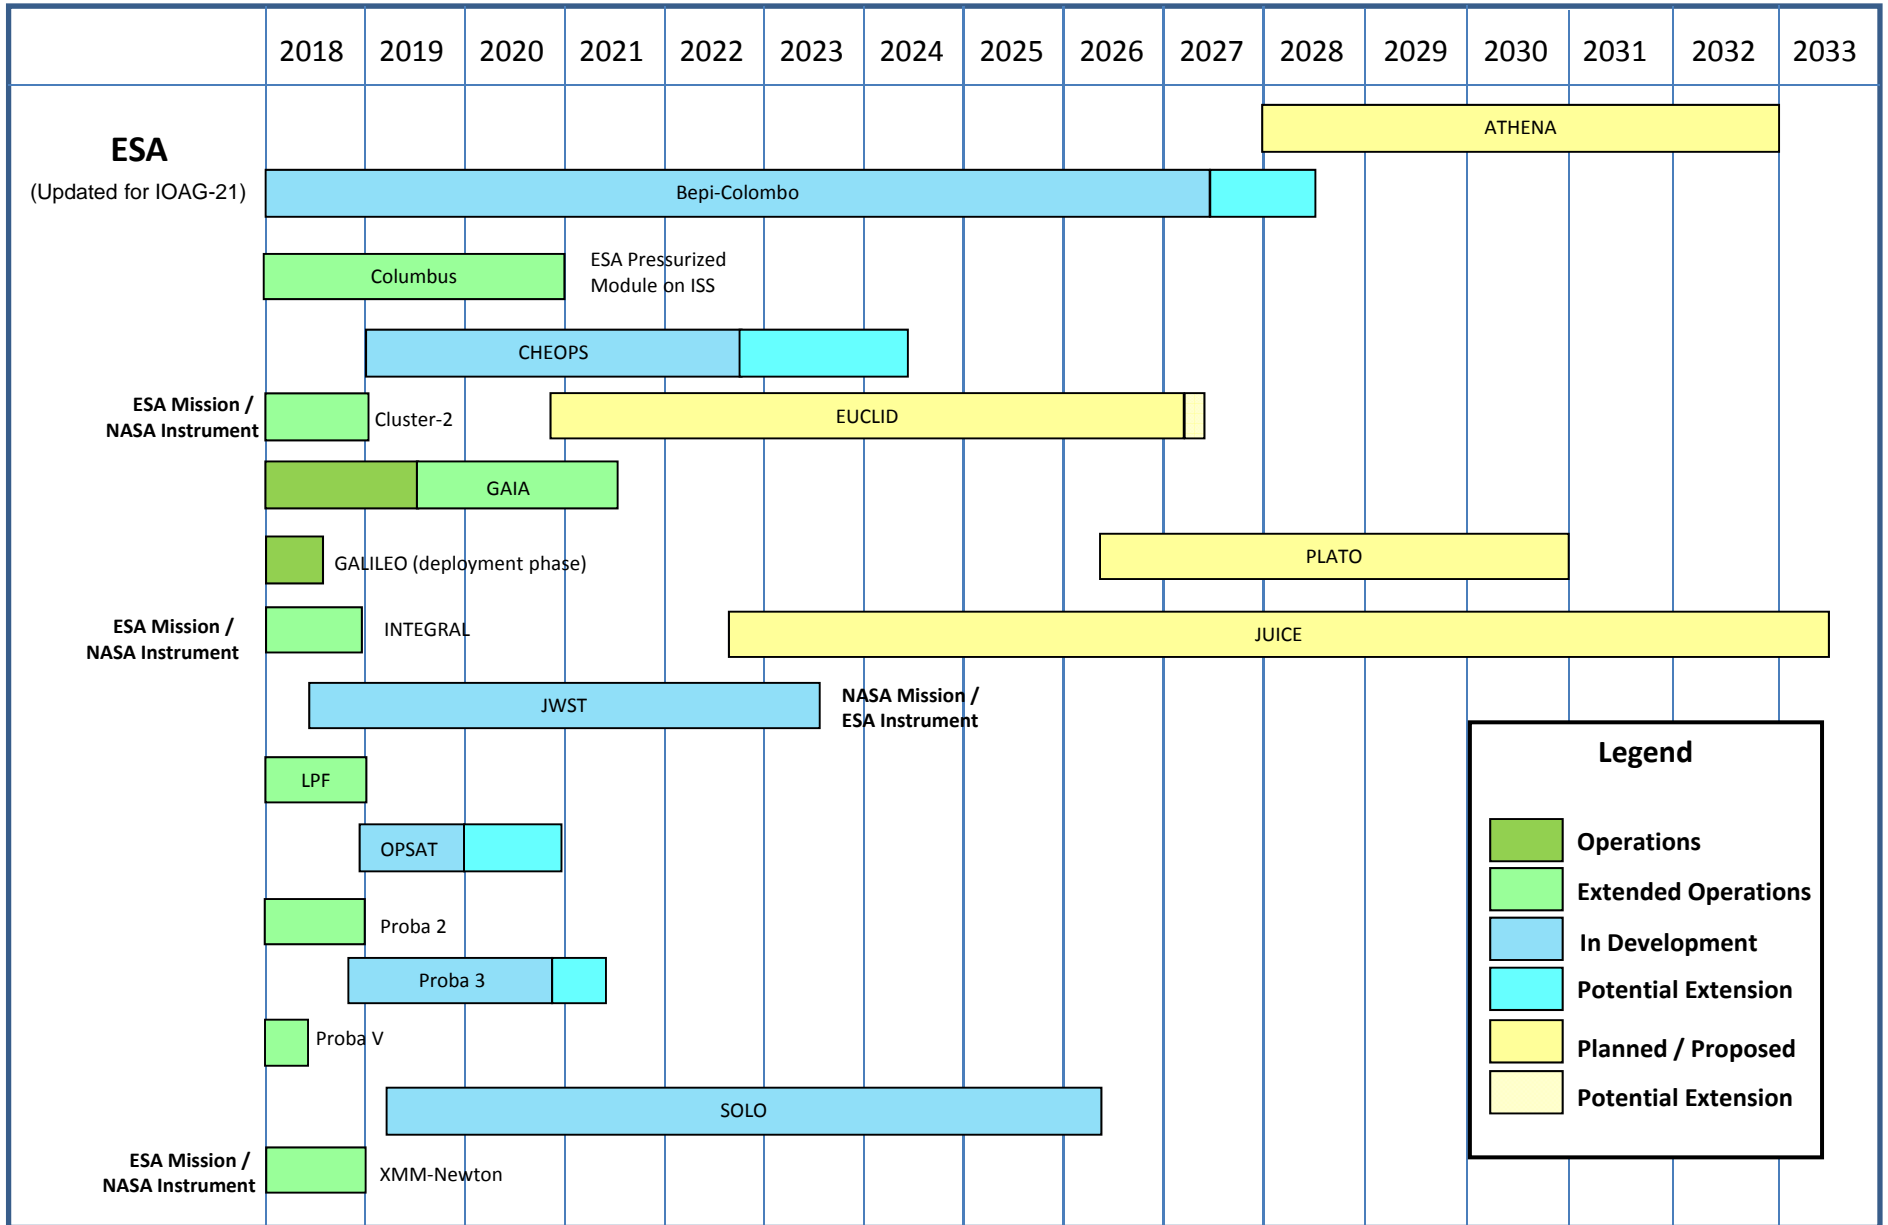 2018 2019 2020 2021 2022 2023 2024 2025 2026 2027 2028 2029 2030 2031 2032 2033
ESA
(Updated for IOAG-21)
ATHENA
Bepi-Colombo
Columbus
ESA Pressurized
Module on ISS
CHEOPS
ESA Mission /
NASA Instrument
Cluster-2
EUCLID
GAIA
GALILEO (deployment phase)
PLATO
ESA Mission /
NASA Instrument
INTEGRAL
JUICE
JWST
NASA Mission /
ESA Instrument
LPF
OPSAT
Proba 2
Proba 3
Proba V
SOLO
ESA Mission /
NASA Instrument
XMM-Newton
Legend
Operations
Extended Operations
In Development
Potential Extension
Planned / Proposed
Potential Extension